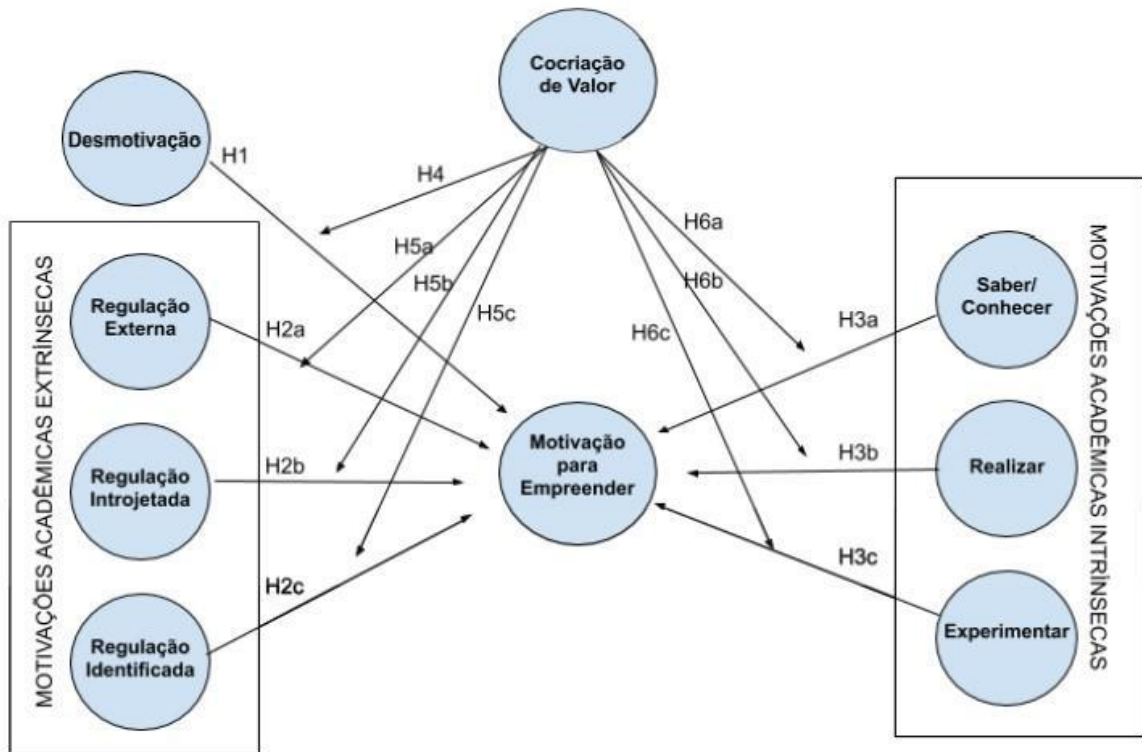 Cocriação
de Valor
Desmotivação
H1
H4
H5a
H5b
H5c
H6a
H6b
H6c
MOTIVAÇÕES ACADÊMICAS EXTRÍNSECAS
Regulação
Externa
H2a
Regulação
Introjetada
H2b
Regulação
Identificada
H2c
Motivação
para
Empreender
H3a
Saber/
Conhecer
H3b
Realizar
H3c
Experimentar
MOTIVAÇÕES ACADÊMICAS INTRÍNSECAS